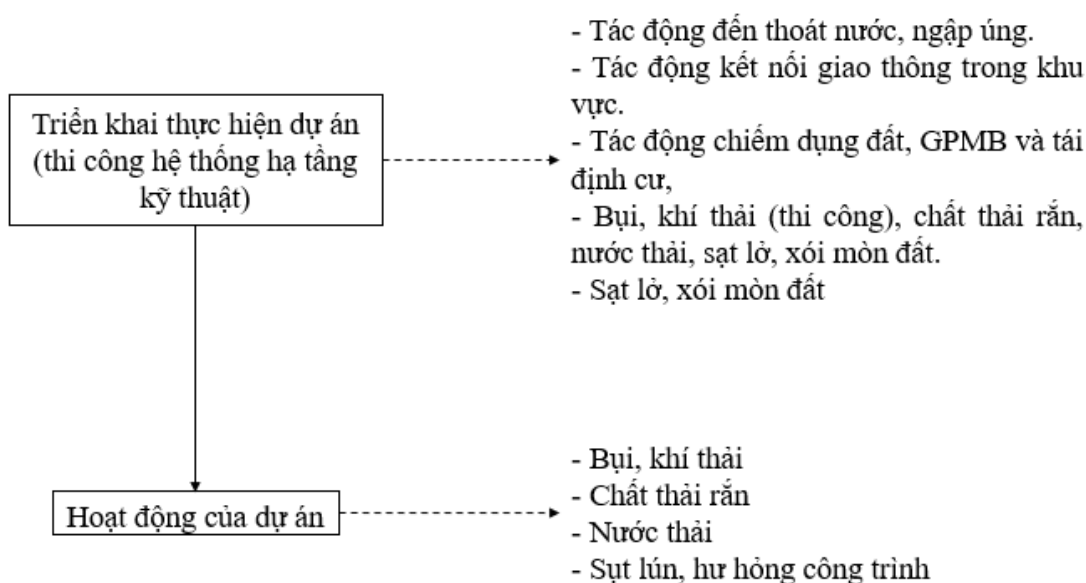 - Tác động đến thoát nước, ngập úng.
- Tác động kết nối giao thông trong khu
vực.
- Tác động chiếm dụng đất, GPMB và tái
định cư,
- Bụi, khí thải (thi công), chất thải rắn,
nước thải, sạt lở, xói mòn đất.
- Sạt lở, xói mòn đất
Triển khai thực hiện dự án
(thi công hệ thống hạ tầng
kỹ thuật)
Hoạt động của dự án
- Bụi, khí thải
- Chất thải rắn
- Nước thải
- Sụt lún, hư hỏng công trình